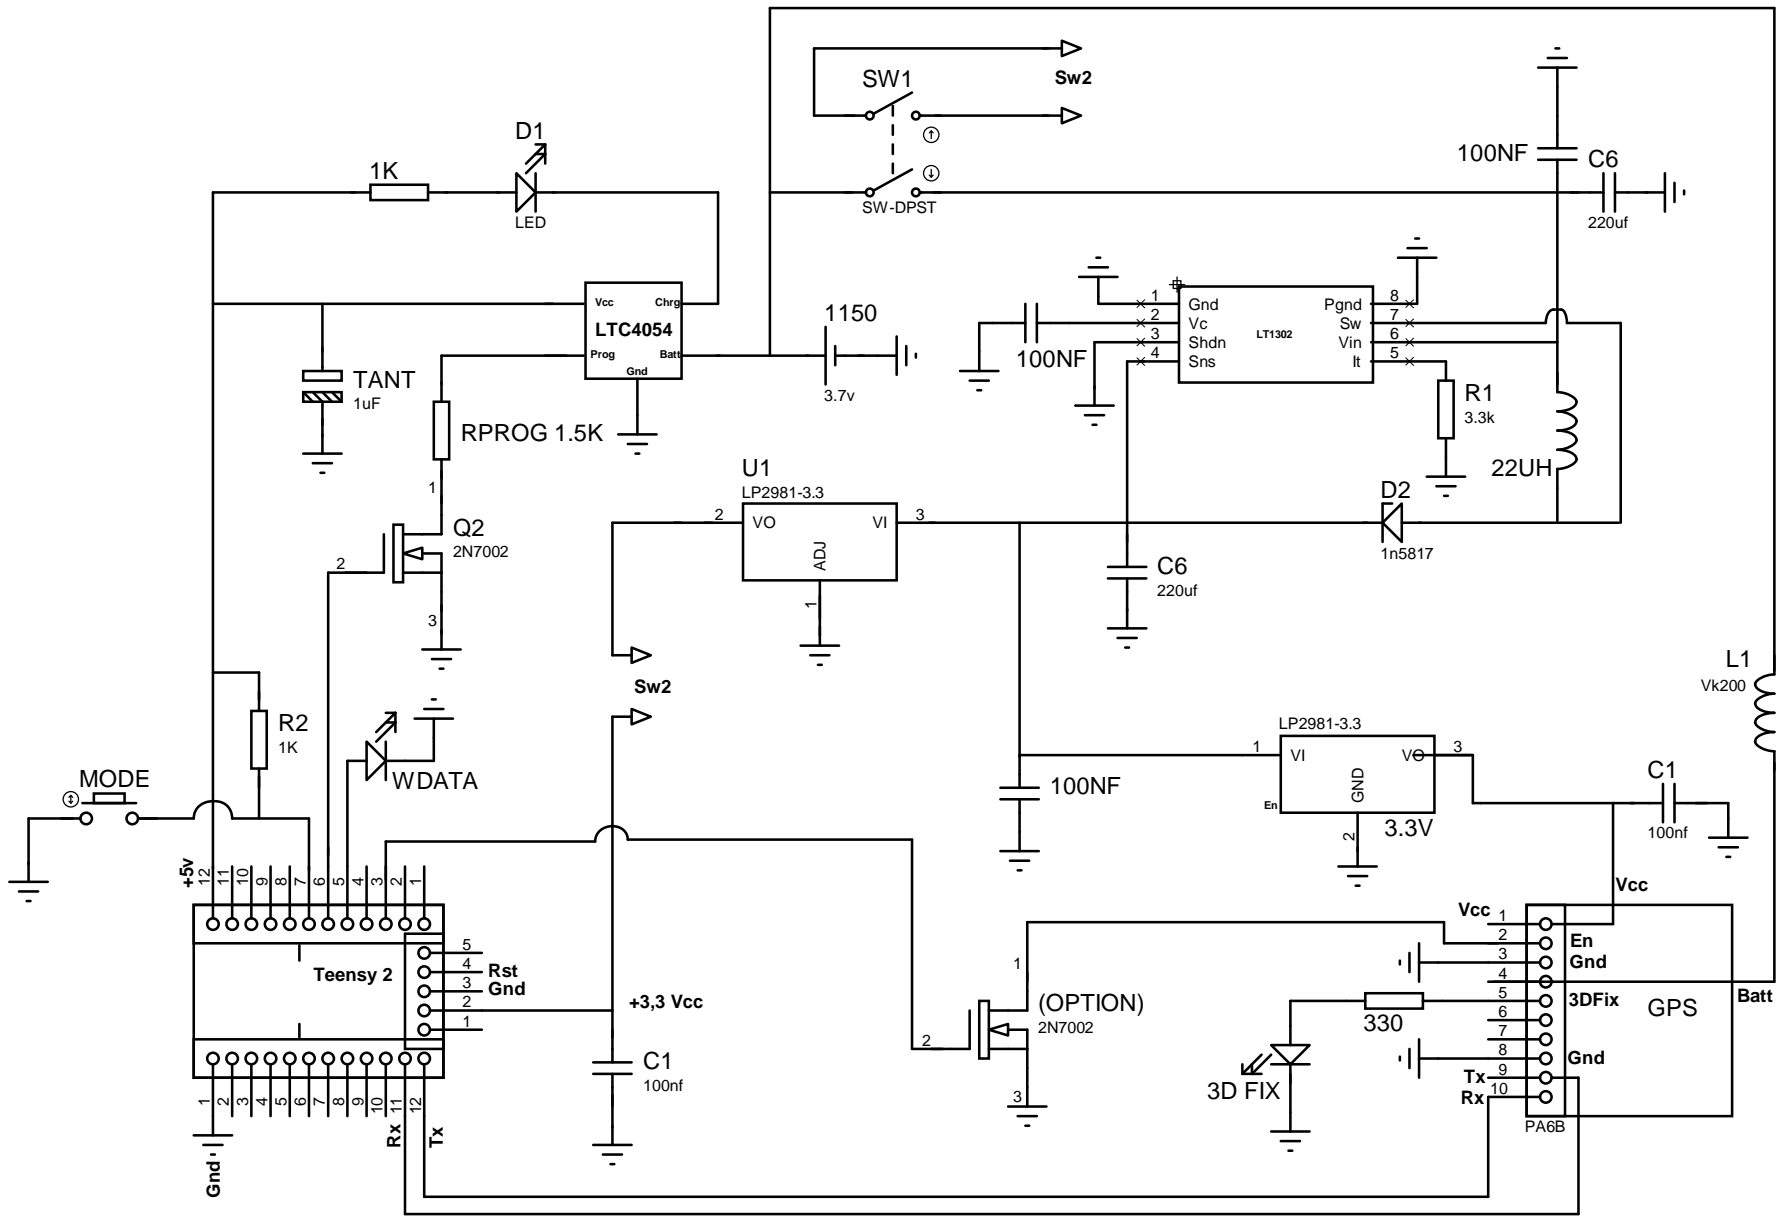 SW1
Sw2
SW-DPST
D1
1K
LED
100NF
C6
220uf
Vcc
Chrg
LTC4054
Prog
Batt
Gnd
1150
3.7v
TANT
1uF
RPROG 1.5K
100NF
1
2
3
4
Gnd
Vc
Shdn
Sns
LT1302
Pgnd
Sw
Vin
It
8
7
6
5
R1
3.3k
22UH
D2
1n5817
C6
220uf
U1
LP2981-3.3
2
VO
VI
3
ADJ
1
1
Q2
2N7002
2
3
Sw2
R2
1K
MODE
WDATA
L1
Vk200
LP2981-3.3
1
VI
VO
3
GND
En
2
3.3V
100NF
C1
100nf
Vcc
+5v
12
11
10
9
8
7
6
5
4
3
2
1
Teensy 2
5
4
3
2
1
Rst
Gnd
+3,3 Vcc
1
2
3
4
5
6
7
8
9
10
11
12
Gnd
Rx
Tx
C1
100nf
1
(OPTION)
2N7002
2
3
330
3D FIX
Vcc
1
2
3
4
5
6
7
8
9
10
Tx
Rx
En
Gnd
3DFix
Gnd
GPS
Batt
PA6B